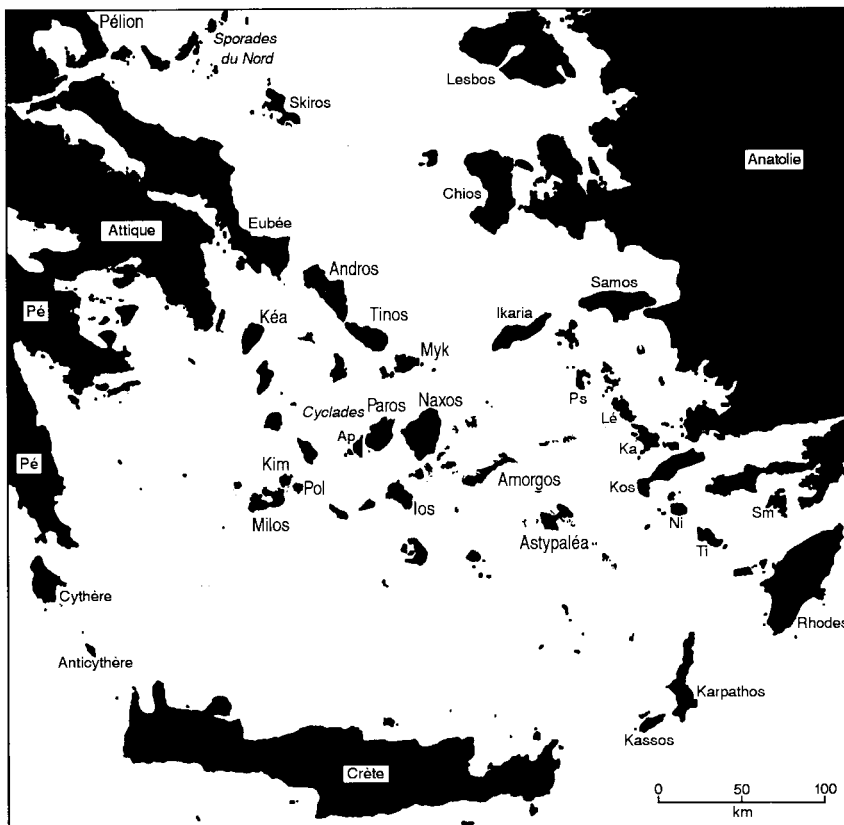 Pélion
Sporades
du Nord
Lesbos
Skiros
Anatolie
Chios
Attique
Eubée
Andros
Samos
Pé
Kéa
Tinos
Ikaria
Myk
Ps
Cyclades
Paros
Naxos
Lé
Ap
Ka
Pé
Kim
Pol
Amorgos
Kos
Milos
Ios
Astypaléa
Ni
Sm
Ti
Cythère
Rhodes
Anticythère
Karpathos
Kassos
Crète
0 50 100
km